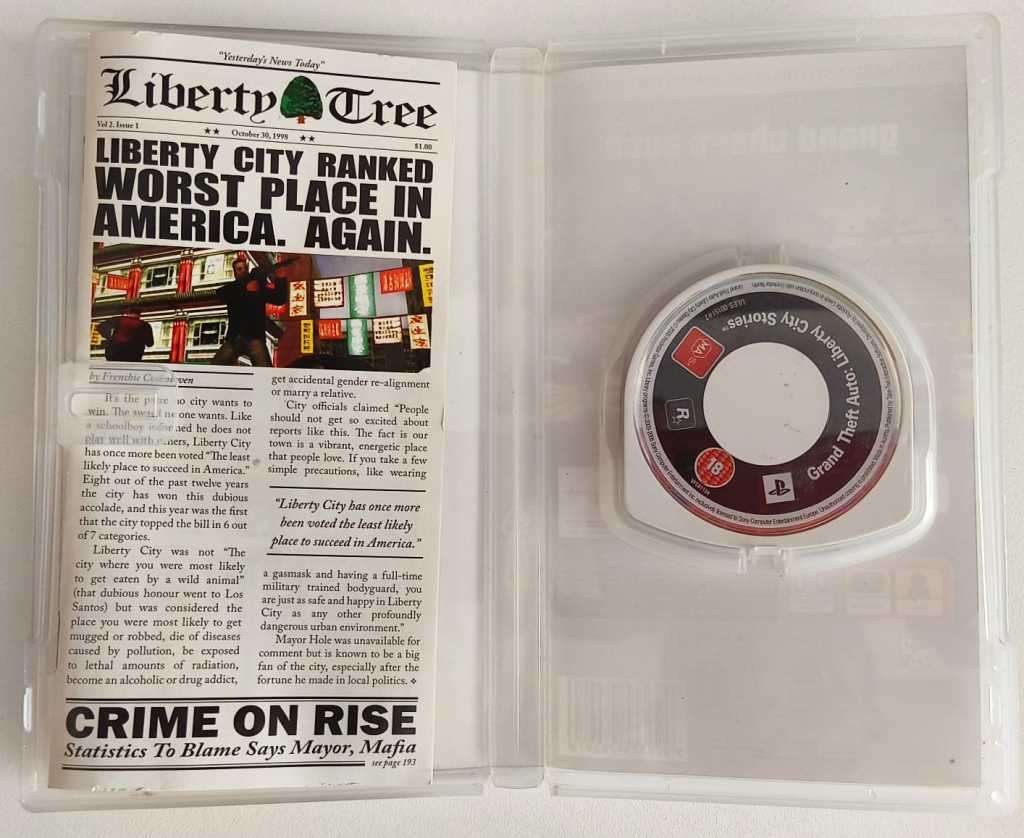 "Yesterday's News Today"
Liberty Tree
Vol 2. Issue 1
★★ October 30, 1998 ★★
$1.00
LIBERTY CITY RANKED
WORST PLACE IN
AMERICA. AGAIN.
by Frenchie
It's the prize no city wants to
win. The award no one wants. Like
a schoolboy informed he does not
play well with others, Liberty City
has once more been voted "The least
likely place to succeed in America."
Eight out of the past twelve years
the city has won this dubious
accolade, and this year was the first
that the city topped the bill in 6 out
of 7 categories.
Liberty City was not "The
city where you were most likely
to get eaten by a wild animal"
(that dubious honour went to Los
Santos) but was considered the
place you were most likely to get
mugged or robbed, die of diseases
caused by pollution, be exposed
to lethal amounts of radiation,
become an alcoholic or drug addict,
get accidental gender re-alignment
or marry a relative.
City officials claimed "People
should not get so excited about
reports like this. The fact is our
town is a vibrant, energetic place
that people love. If you take a few
simple precautions, like wearing
"Liberty City has once more
been voted the least likely
place to succeed in America."
a gasmask and having a full-time
military trained bodyguard, you
are just as safe and happy in Liberty
City as any other profoundly
dangerous urban environment."
Mayor Hole was unavailable for
comment but is known to be a big
fan of the city, especially after the
fortune he made in local politics. ❖
CRIME ON RISE
Statistics To Blame Says Mayor, Mafia
see page 193
Grand Theft Auto: Liberty City Stories™
MA
R
18